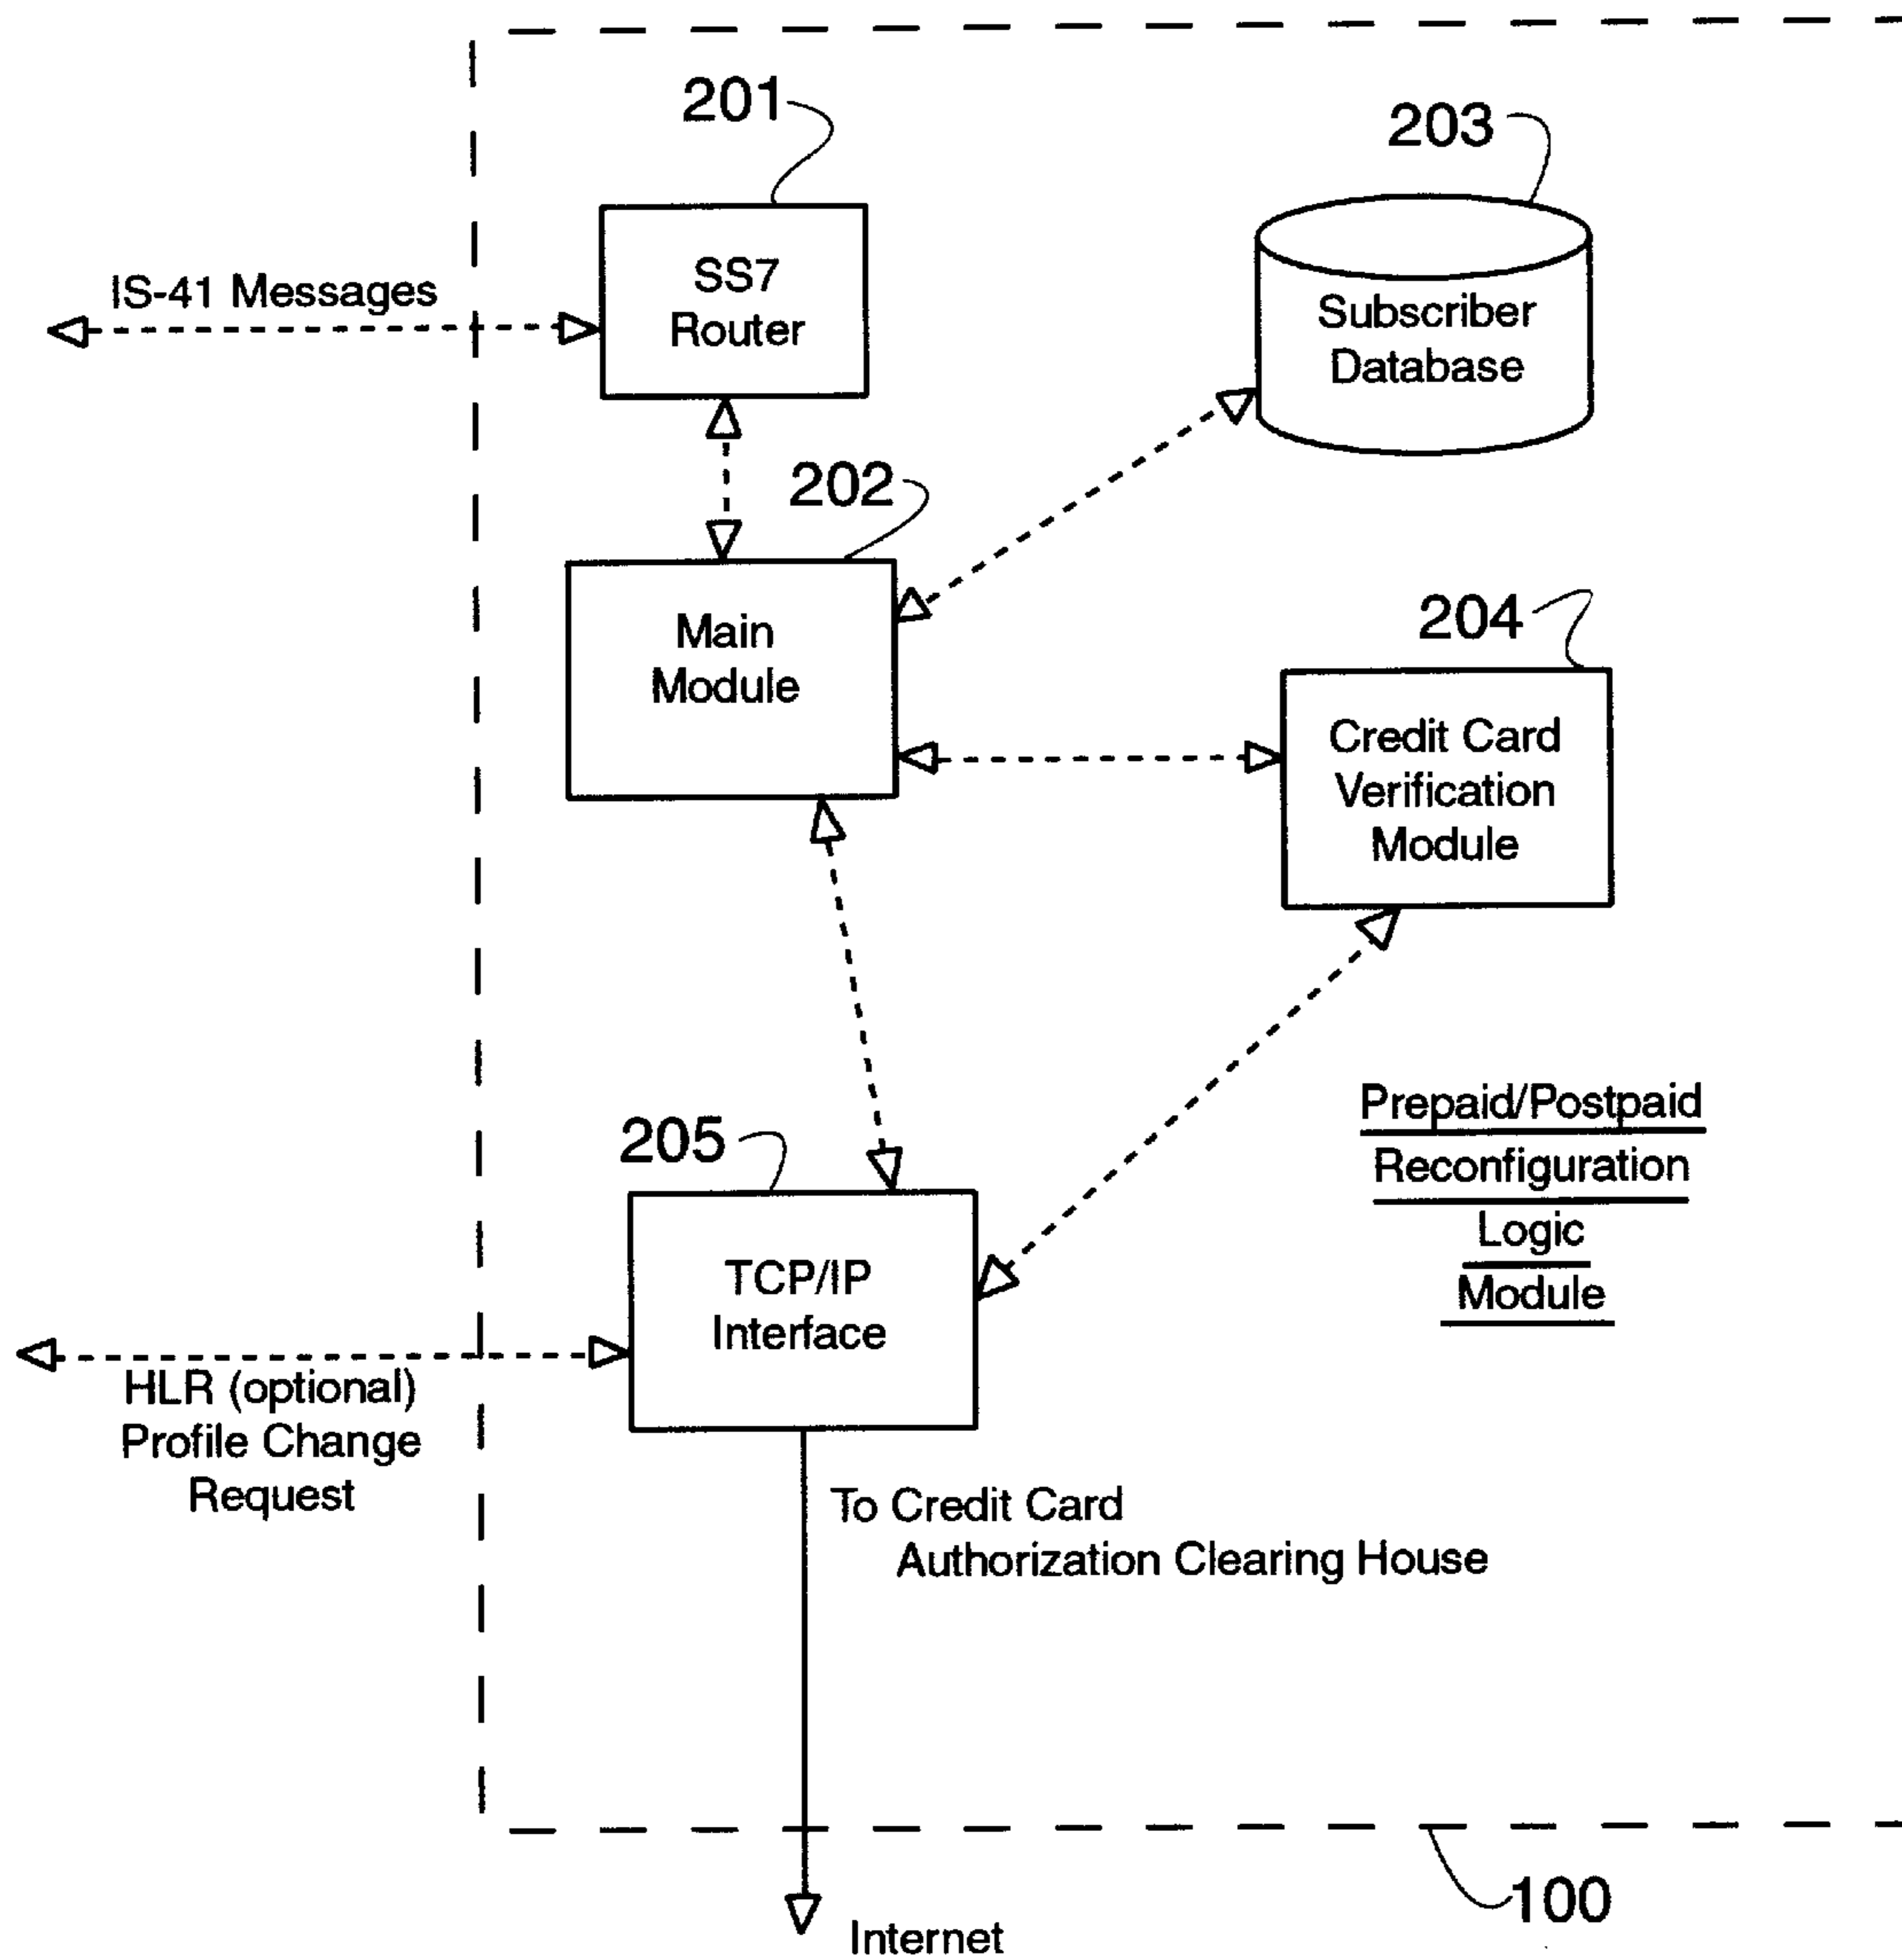 201
203
SS7
Router
IS-41 Messages
Subscriber
Database
202
Main
Module
204
Credit Card
Verification
Module
Prepaid/Postpaid
Reconfiguration
Logic
Module
205
TCP/IP
Interface
HLR (optional)
Profile Change
Request
To Credit Card
Authorization Clearing House
100
Internet